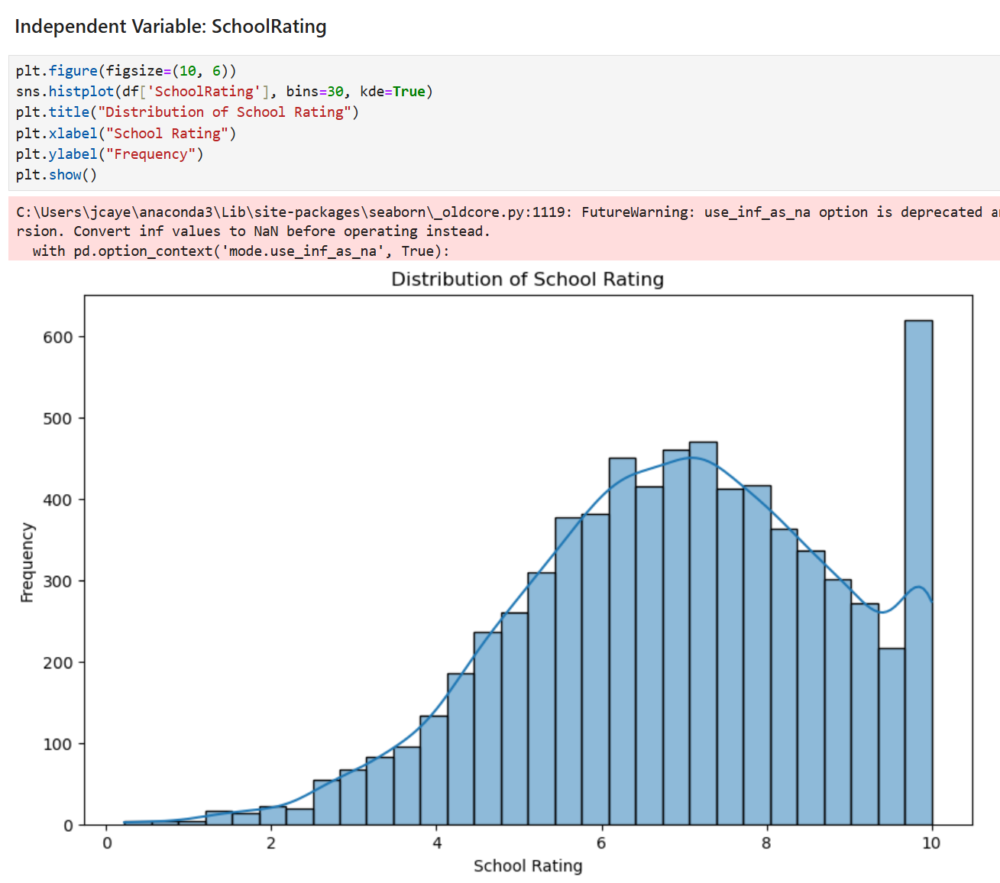 Independent Variable: SchoolRating
plt.figure(figsize=(10, 6))
sns.histplot(df['SchoolRating'], bins=30, kde=True)
plt.title("Distribution of School Rating")
plt.xlabel("School Rating")
plt.ylabel("Frequency")
plt.show()
C:\Users\jcaye\anaconda3\Lib\site-packages\seaborn\_oldcore.py:1119: FutureWarning: use_inf_as_na option is deprecated
rsion. Convert inf values to NaN before operating instead.
  with pd.option_context('mode.use_inf_as_na', True):
Distribution of School Rating
600
500
400
300
200
100
0
Frequency
0 2 4 6 8 10
School Rating